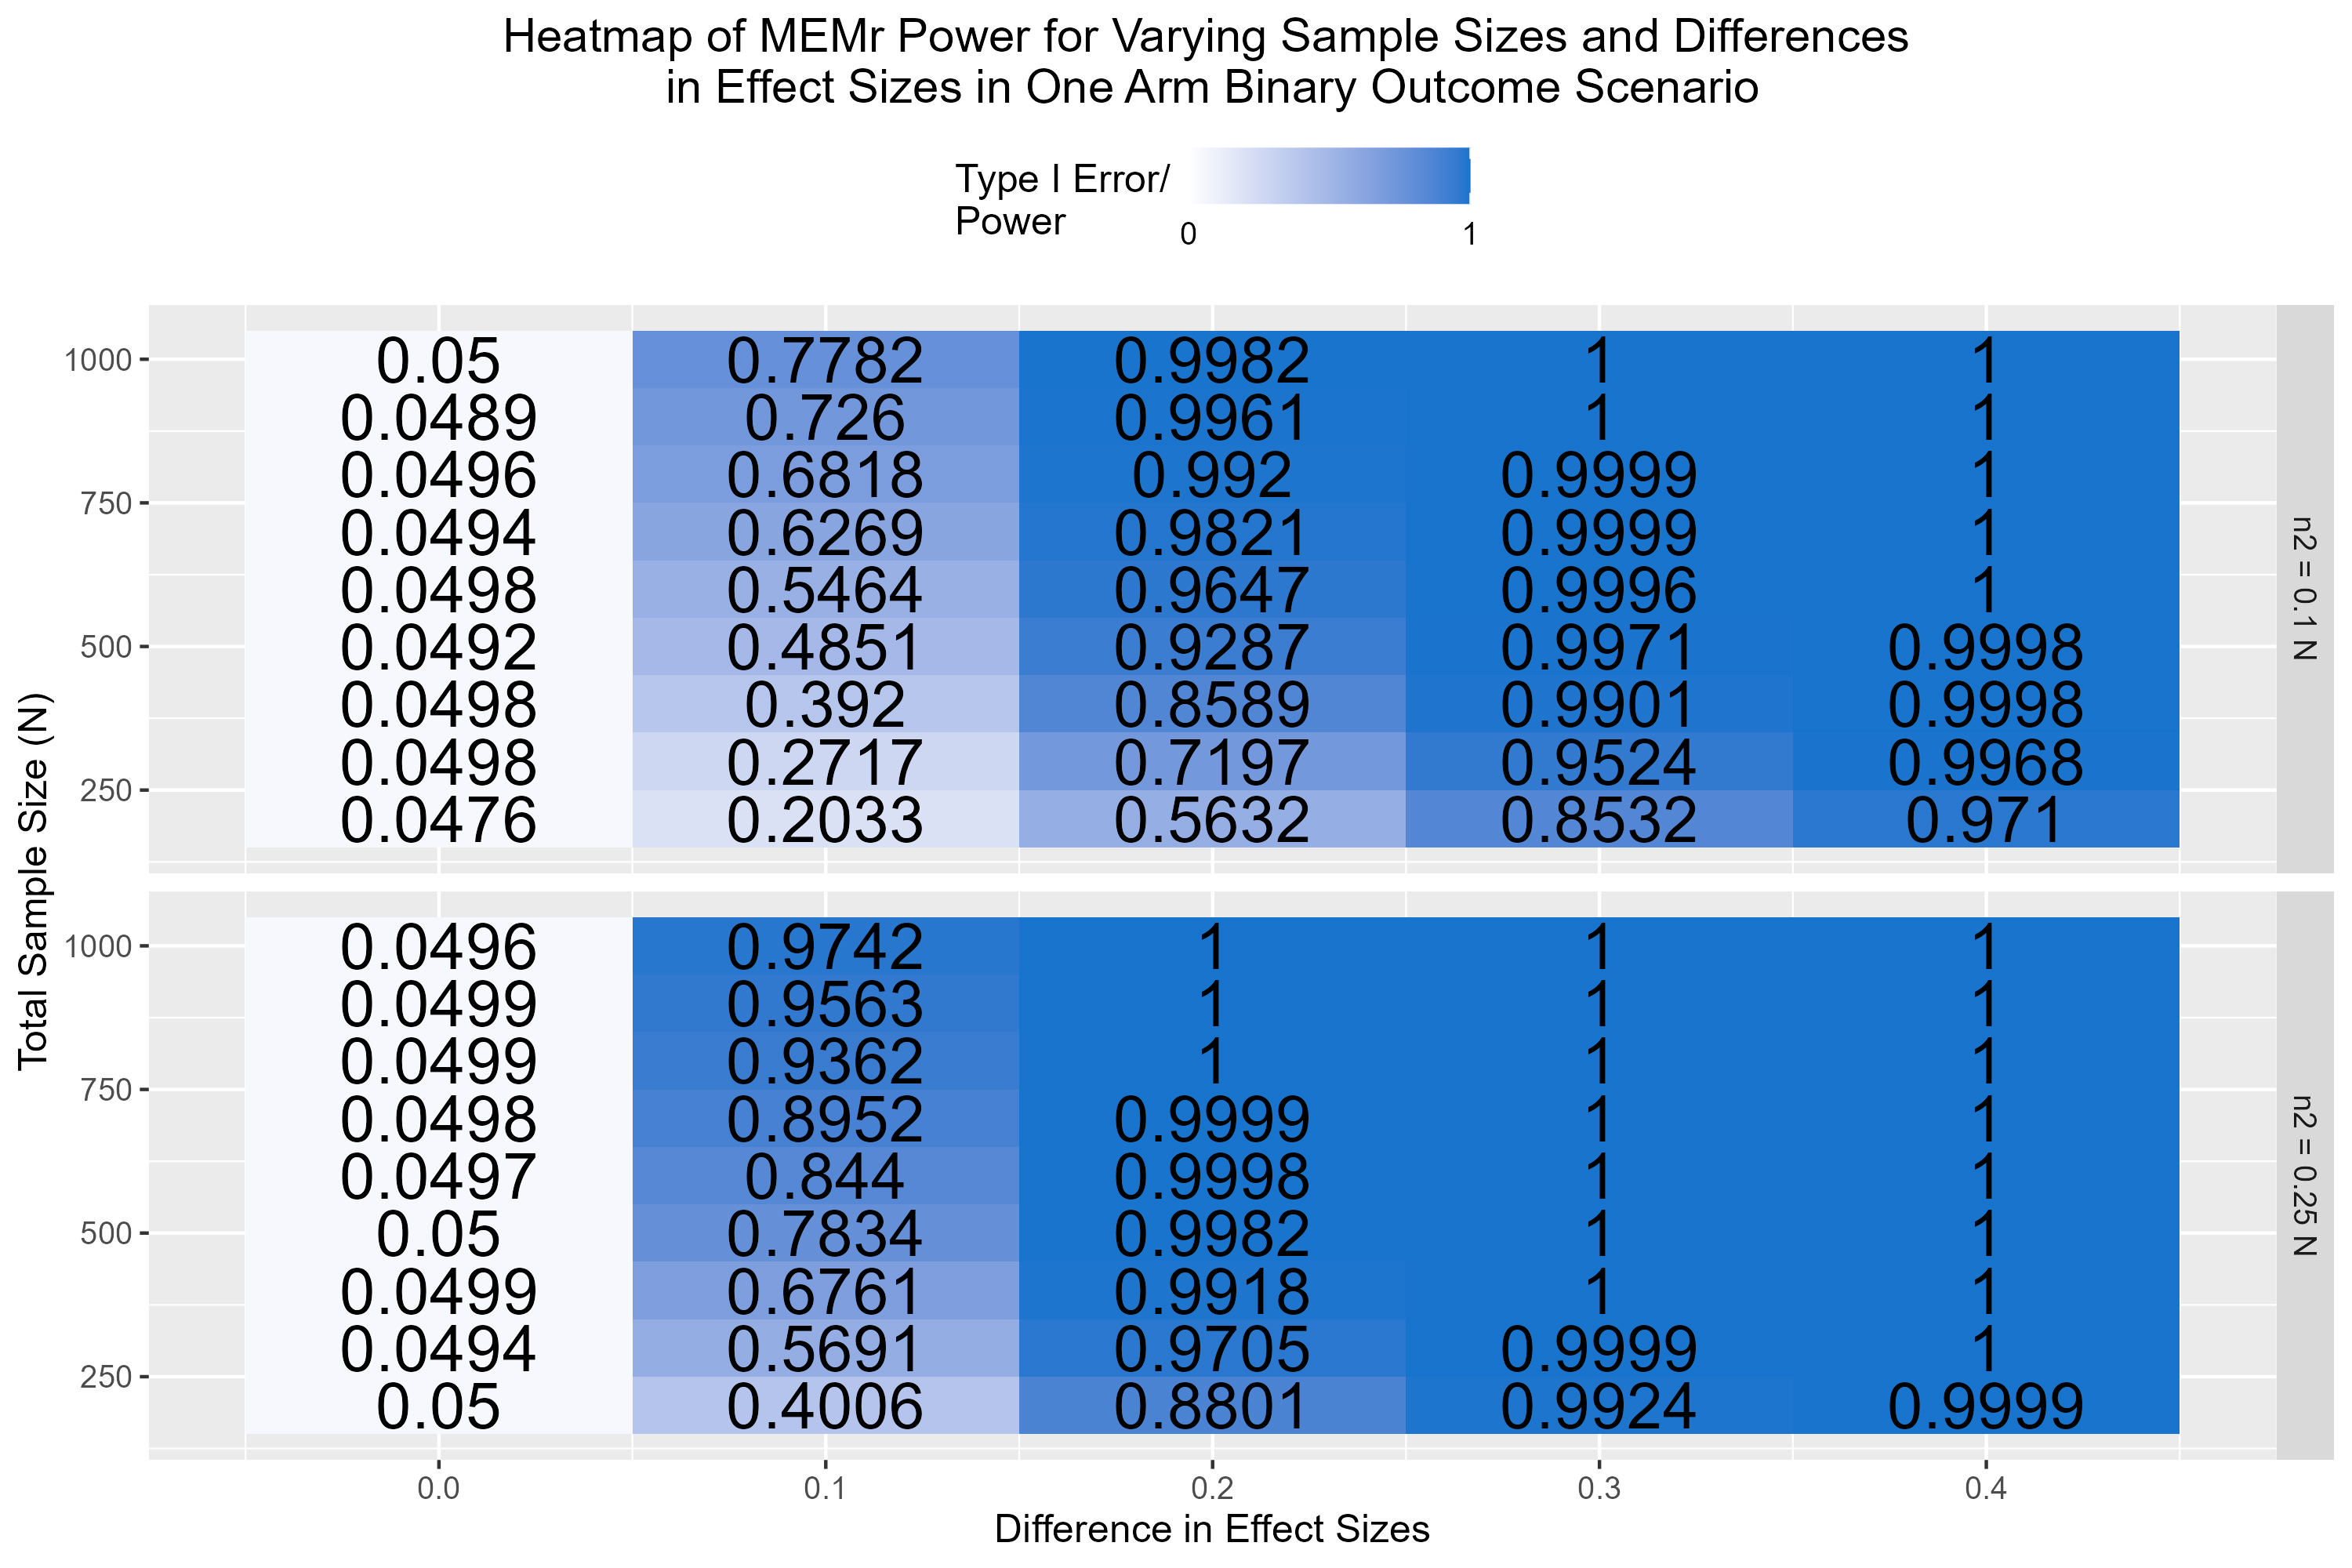 Heatmap of MEMr Power for Varying Sample Sizes and Differences
in Effect Sizes in One Arm Binary Outcome Scenario
Type I Error/
Power
0 1
Total Sample Size (N)
1000 0.05 0.7782 0.9982 1 1
0.0489 0.726 0.9961 1 1
0.0496 0.6818 0.992 0.9999 1
750
0.0494 0.6269 0.9821 0.9999 1
0.0498 0.5464 0.9647 0.9996 1
500 0.0492 0.4851 0.9287 0.9971 0.9998
0.0498 0.392 0.8589 0.9901 0.9998
0.0498 0.2717 0.7197 0.9524 0.9968
250
0.0476 0.2033 0.5632 0.8532 0.971
n2 = 0.1 N
1000 0.0496 0.9742 1 1 1
0.0499 0.9563 1 1 1
0.0499 0.9362 1 1 1
750
0.0498 0.8952 0.9999 1 1
0.0497 0.844 0.9998 1 1
500 0.05 0.7834 0.9982 1 1
0.0499 0.6761 0.9918 1 1
0.0494 0.5691 0.9705 0.9999 1
250
0.05 0.4006 0.8801 0.9924 0.9999
n2 = 0.25 N
0.0 0.1 0.2 0.3 0.4
Difference in Effect Sizes